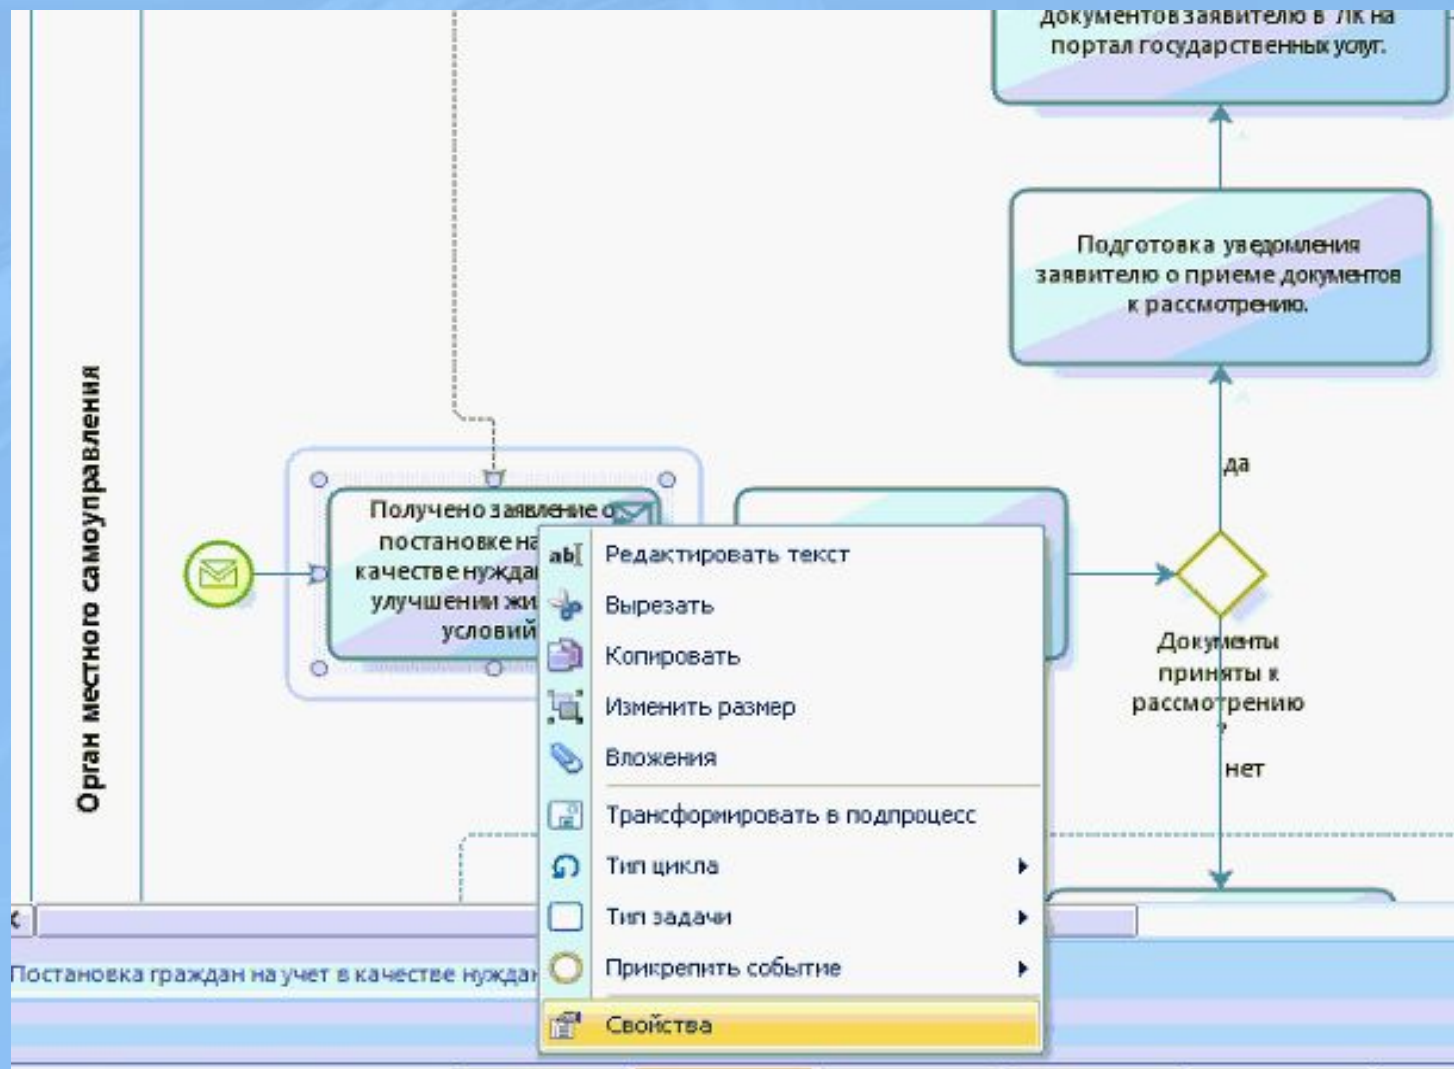 документов заявителю в ЛК на
портал государственных услуг.
Подготовка уведомления
заявителю о приеме документов
к рассмотрению.
Орган местного самоуправления
да
Получено заявление о
постановке на
качестве нужда
улучшении жи
условий
Документы
приняты к
рассмотрению
?
нет
ab
Редактировать текст
Вырезать
Копировать
Изменить размер
Вложения
Трансформировать в подпроцесс
Тип цикла
Тип задачи
Прикрепить событие
Свойства
Постановка граждан на учет в качестве нуждан